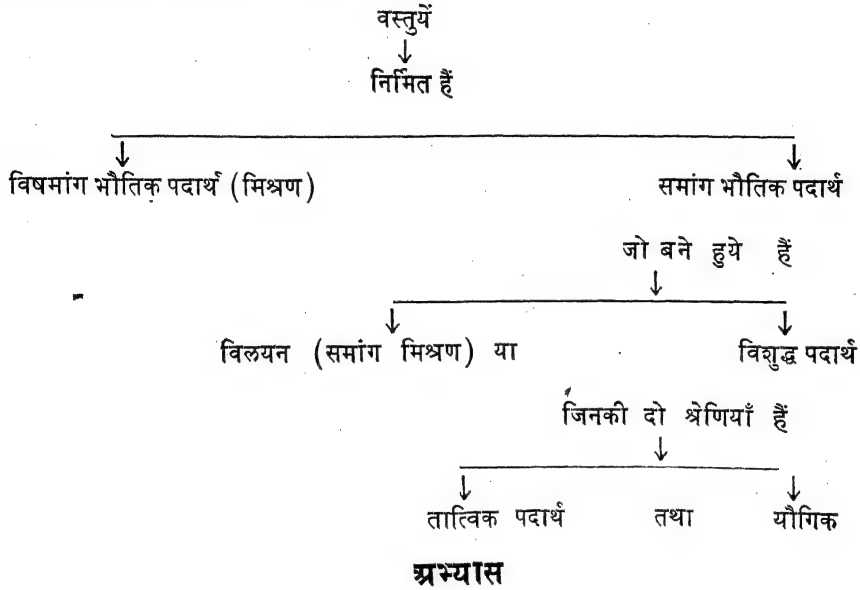 वस्तुयें
निर्मित हैं
विषमांग भौतिक पदार्थ (मिश्रण) समांग भौतिक पदार्थ
जो बने हुये हैं
विलयन (समांग मिश्रण) या विशुद्ध पदार्थ
जिनकी दो श्रेणियाँ हैं
तात्विक पदार्थ तथा यौगिक
अभ्यास